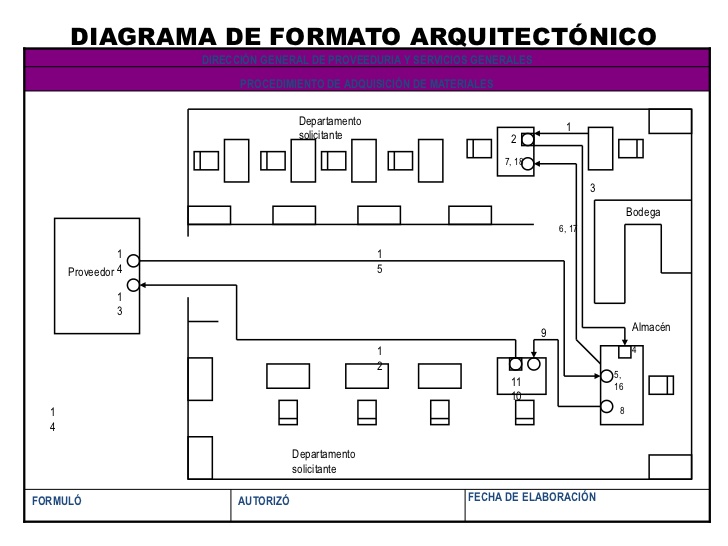 DIAGRAMA DE FORMATO ARQUITECTÓNICO
DIRECCIÓN GENERAL DE PROVEEDURIA Y SERVICIOS GENERALES
PROCEDIMIENTO DE ADQUISICIÓN DE MATERIALES
Departamento
solicitante
1
2
7, 18
3
Bodega
6, 17
1
4
Proveedor
1
3
1
5
Almacén
4
9
1
2
5,
16
11
10
8
1
4
Departamento
solicitante
FORMULÓ
AUTORIZÓ
FECHA DE ELABORACIÓN